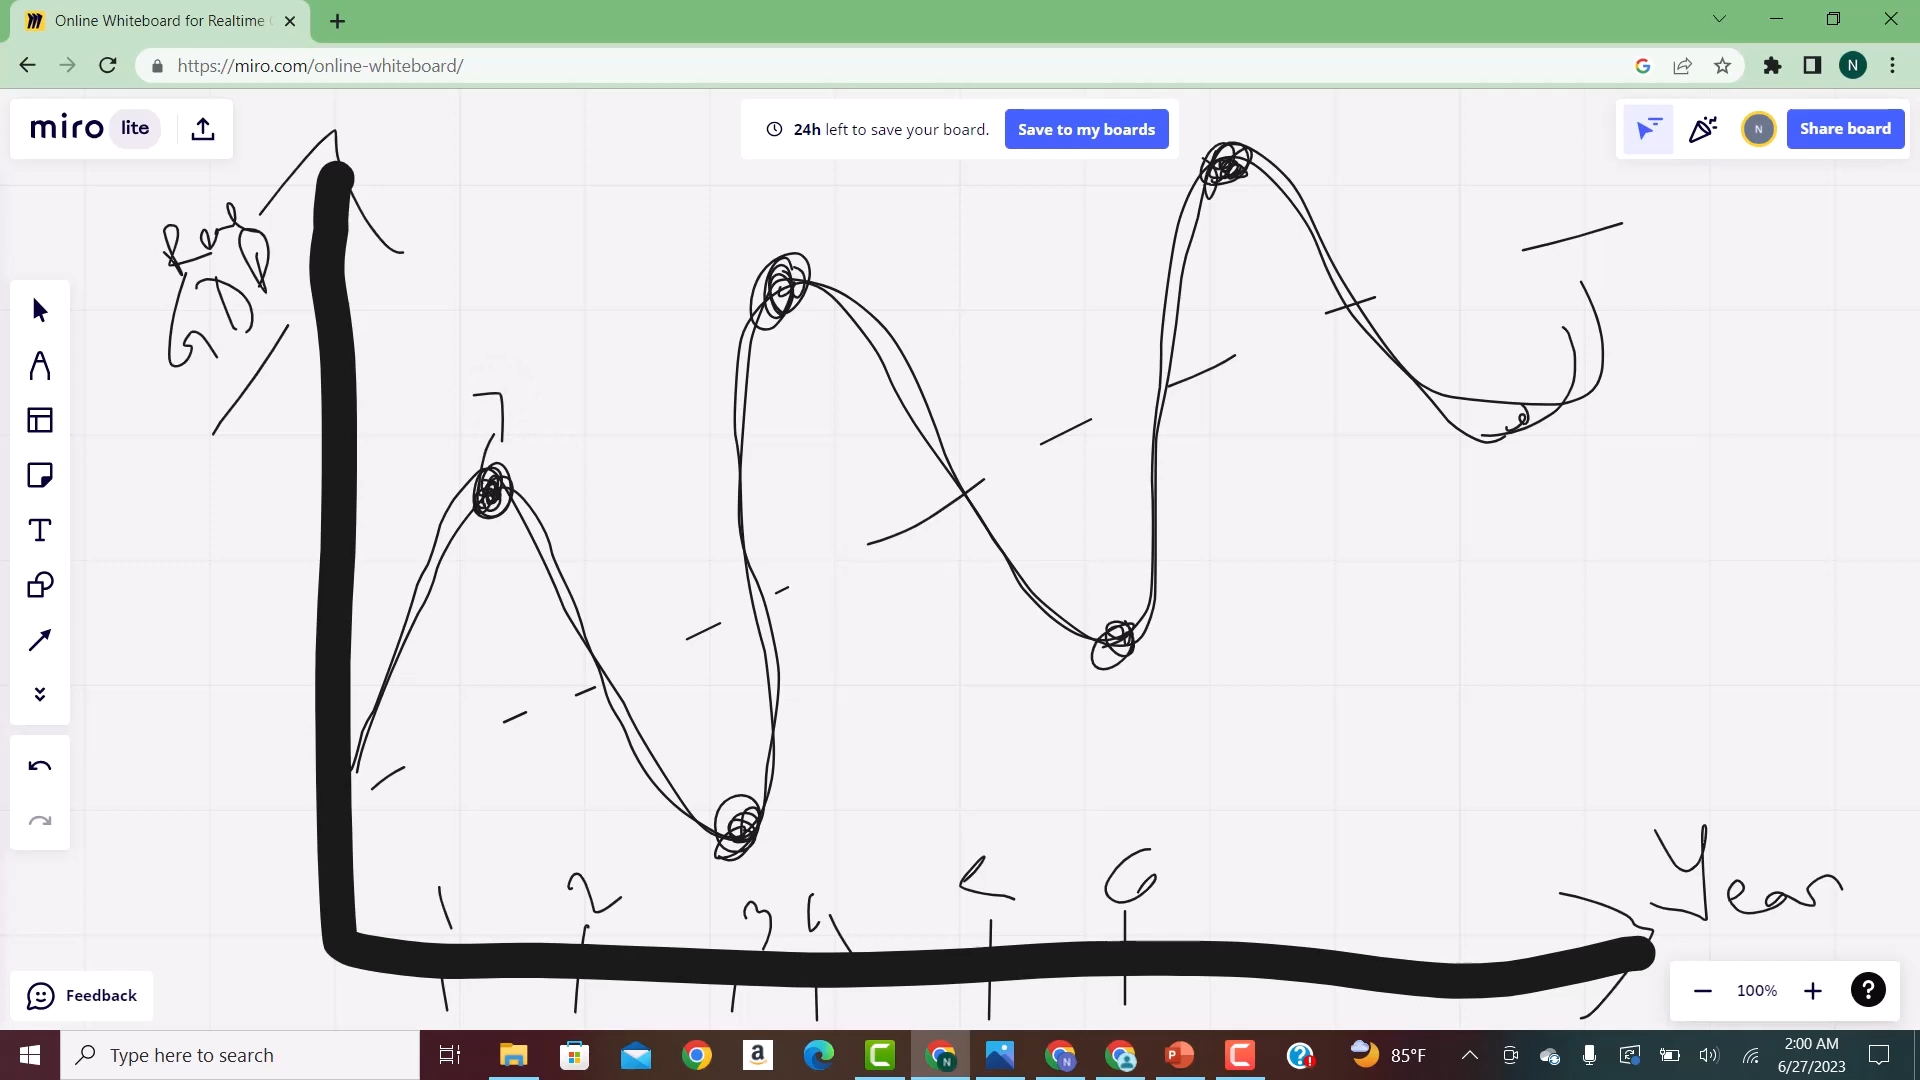 Online Whiteboard for Realtime
https://miro.com/online-whiteboard/
N
miro lite
24h left to save your board.
Save to my boards
N
Share board
Real
GDP
1 2 3 4 5 6
Year
Feedback
100%
?
Type here to search
85°F
2:00 AM
6/27/2023